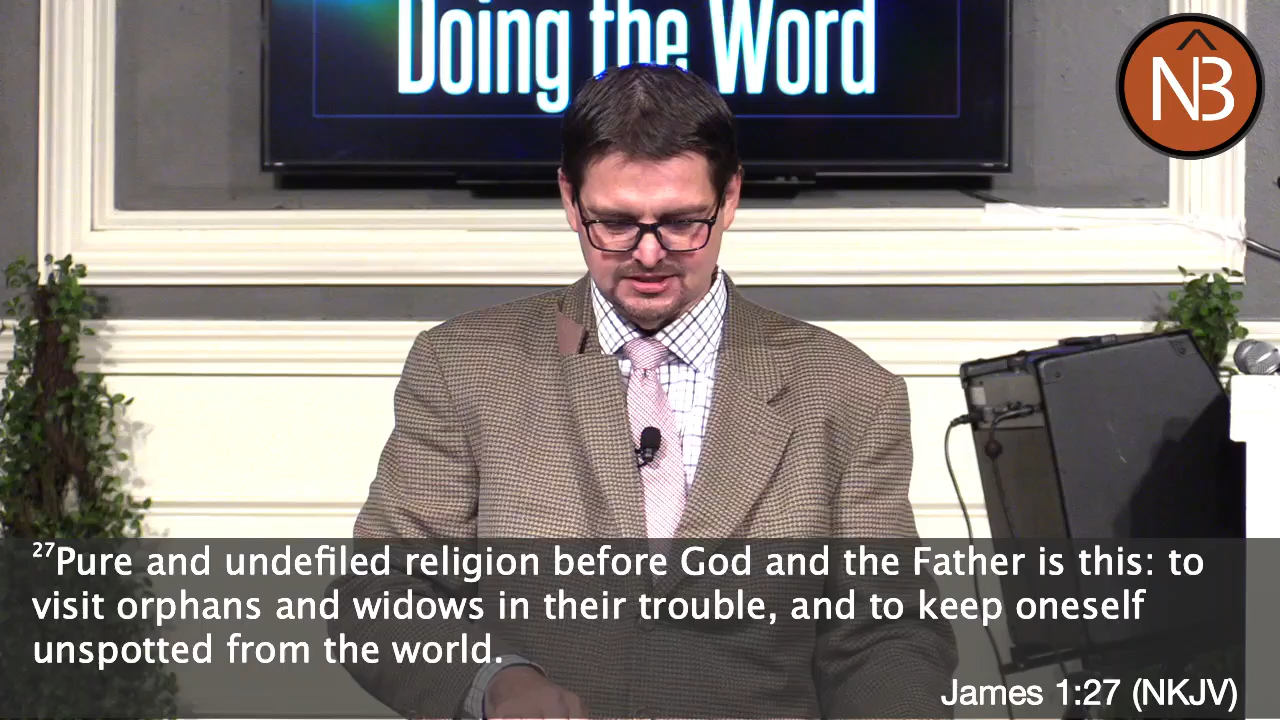 Doing the Word
NB
²⁷Pure and undefiled religion before God and the Father is this: to
visit orphans and widows in their trouble, and to keep oneself
unspotted from the world.
James 1:27 (NKJV)